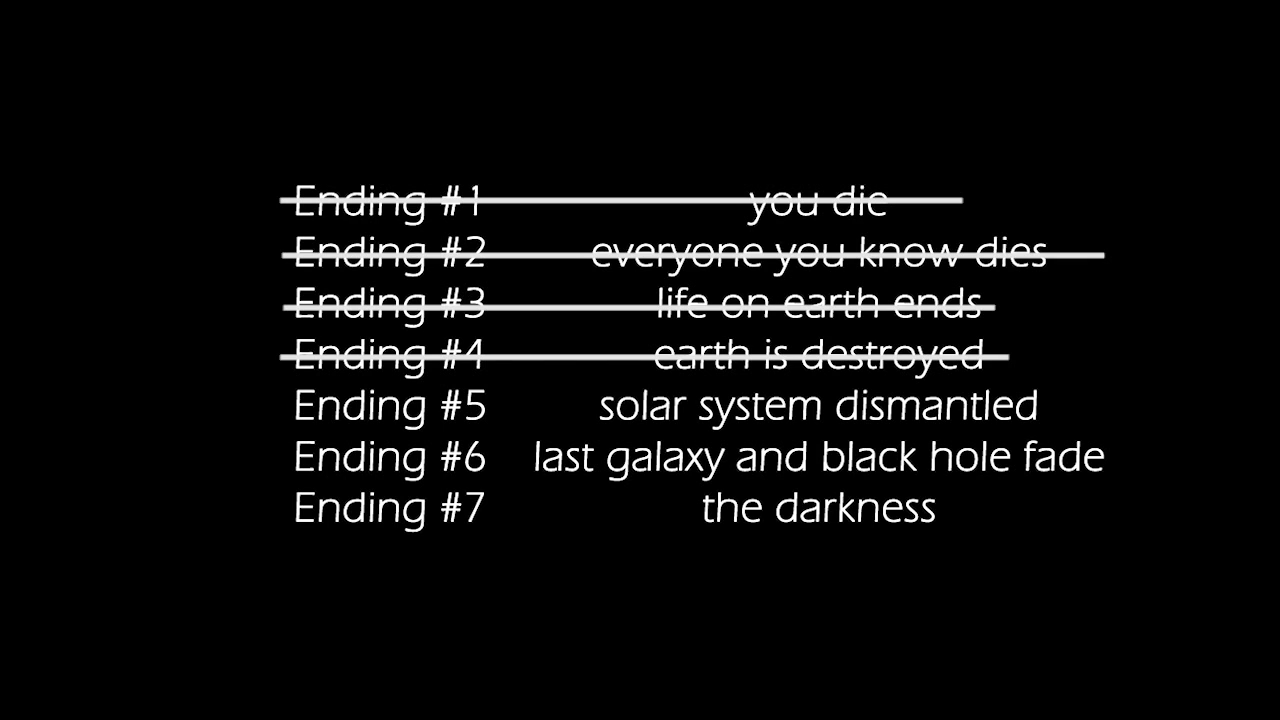 Ending #1 you die
Ending #2 everyone you know dies
Ending #3 life on earth ends
Ending #4 earth is destroyed
Ending #5 solar system dismantled
Ending #6 last galaxy and black hole fade
Ending #7 the darkness